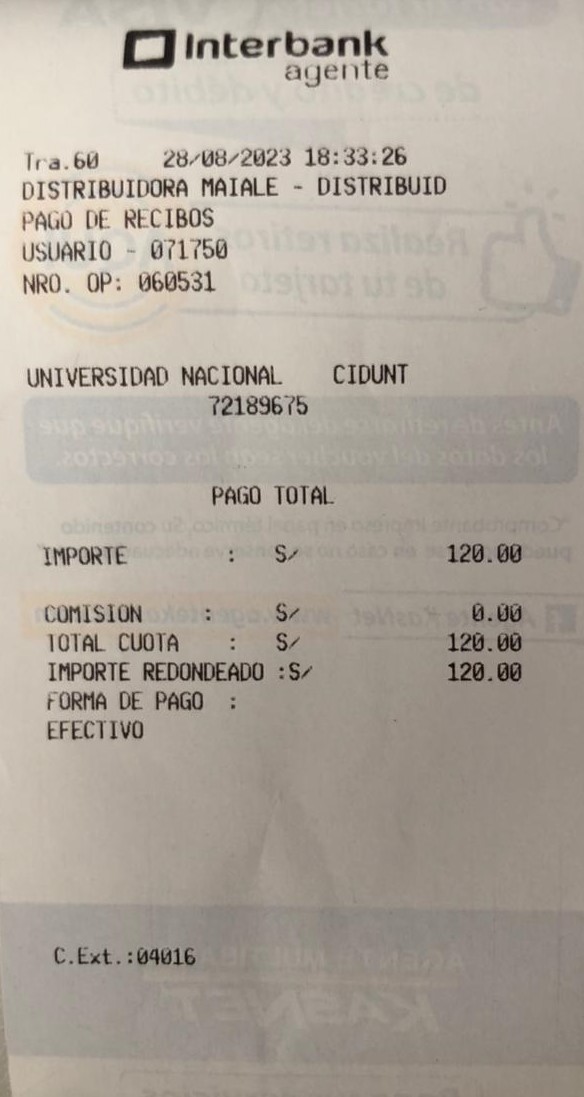 Interbank
agente
Tra.60 28/08/2023 18:33:26
DISTRIBUIDORA MAIALE - DISTRIBUID
PAGO DE RECIBOS
USUARIO - 071750
NRO. OP: 060531
UNIVERSIDAD NACIONAL CIDUNT
72189675
PAGO TOTAL
IMPORTE : S/ 120.00
COMISION : S/ 0.00
TOTAL CUOTA : S/ 120.00
IMPORTE REDONDEADO :S/ 120.00
FORMA DE PAGO :
EFECTIVO
C.Ext.:04016